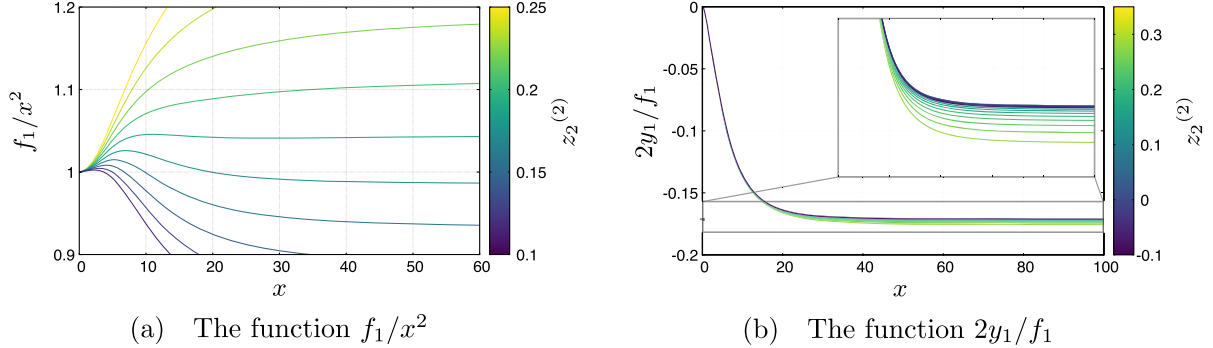 1.2
1.1
1
0.9
0 10 20 30 40 50 60
x
f₁/x²
0.25
0.2
0.15
0.1
z₂⁽²⁾
(a) The function f₁/x²
0
-0.05
-0.1
-0.15
-0.2
0 20 40 60 80 100
x
2y₁/f₁
0.3
0.2
0.1
0
-0.1
z₂⁽²⁾
(b) The function 2y₁/f₁